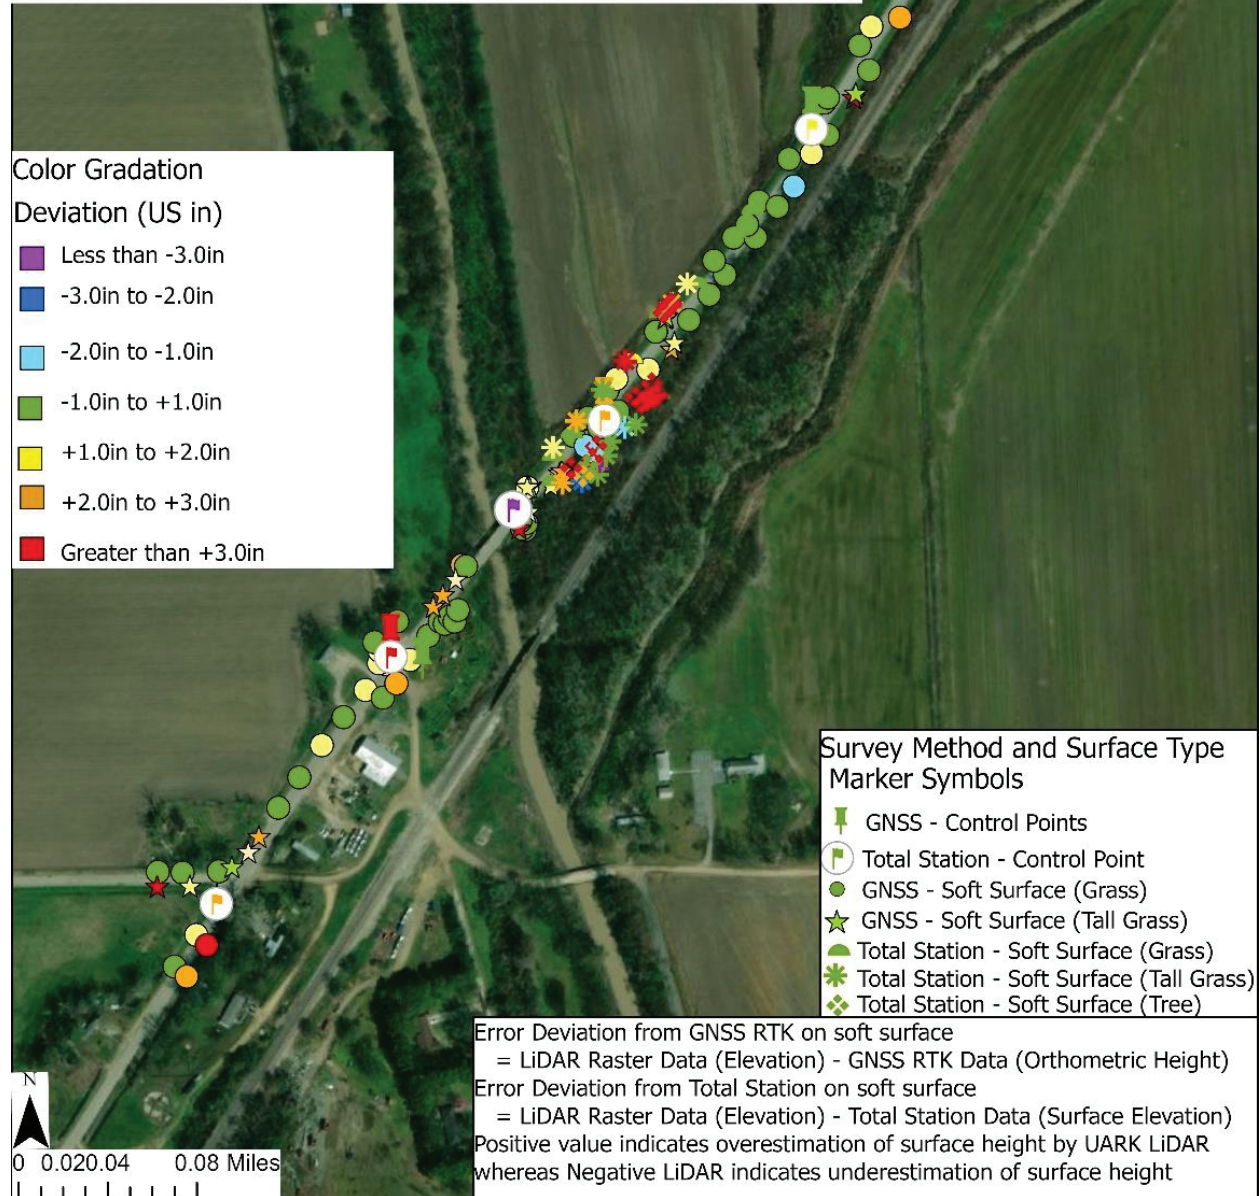 Color Gradation
Deviation (US in)
Less than -3.0in
-3.0in to -2.0in
-2.0in to -1.0in
-1.0in to +1.0in
+1.0in to +2.0in
+2.0in to +3.0in
Greater than +3.0in
Survey Method and Surface Type
Marker Symbols
GNSS - Control Points
Total Station - Control Point
GNSS - Soft Surface (Grass)
GNSS - Soft Surface (Tall Grass)
Total Station - Soft Surface (Grass)
Total Station - Soft Surface (Tall Grass)
Total Station - Soft Surface (Tree)
Error Deviation from GNSS RTK on soft surface
= LiDAR Raster Data (Elevation) - GNSS RTK Data (Orthometric Height)
Error Deviation from Total Station on soft surface
= LiDAR Raster Data (Elevation) - Total Station Data (Surface Elevation)
Positive value indicates overestimation of surface height by UARK LiDAR
whereas Negative LiDAR indicates underestimation of surface height
N
0 0.020.04 0.08 Miles